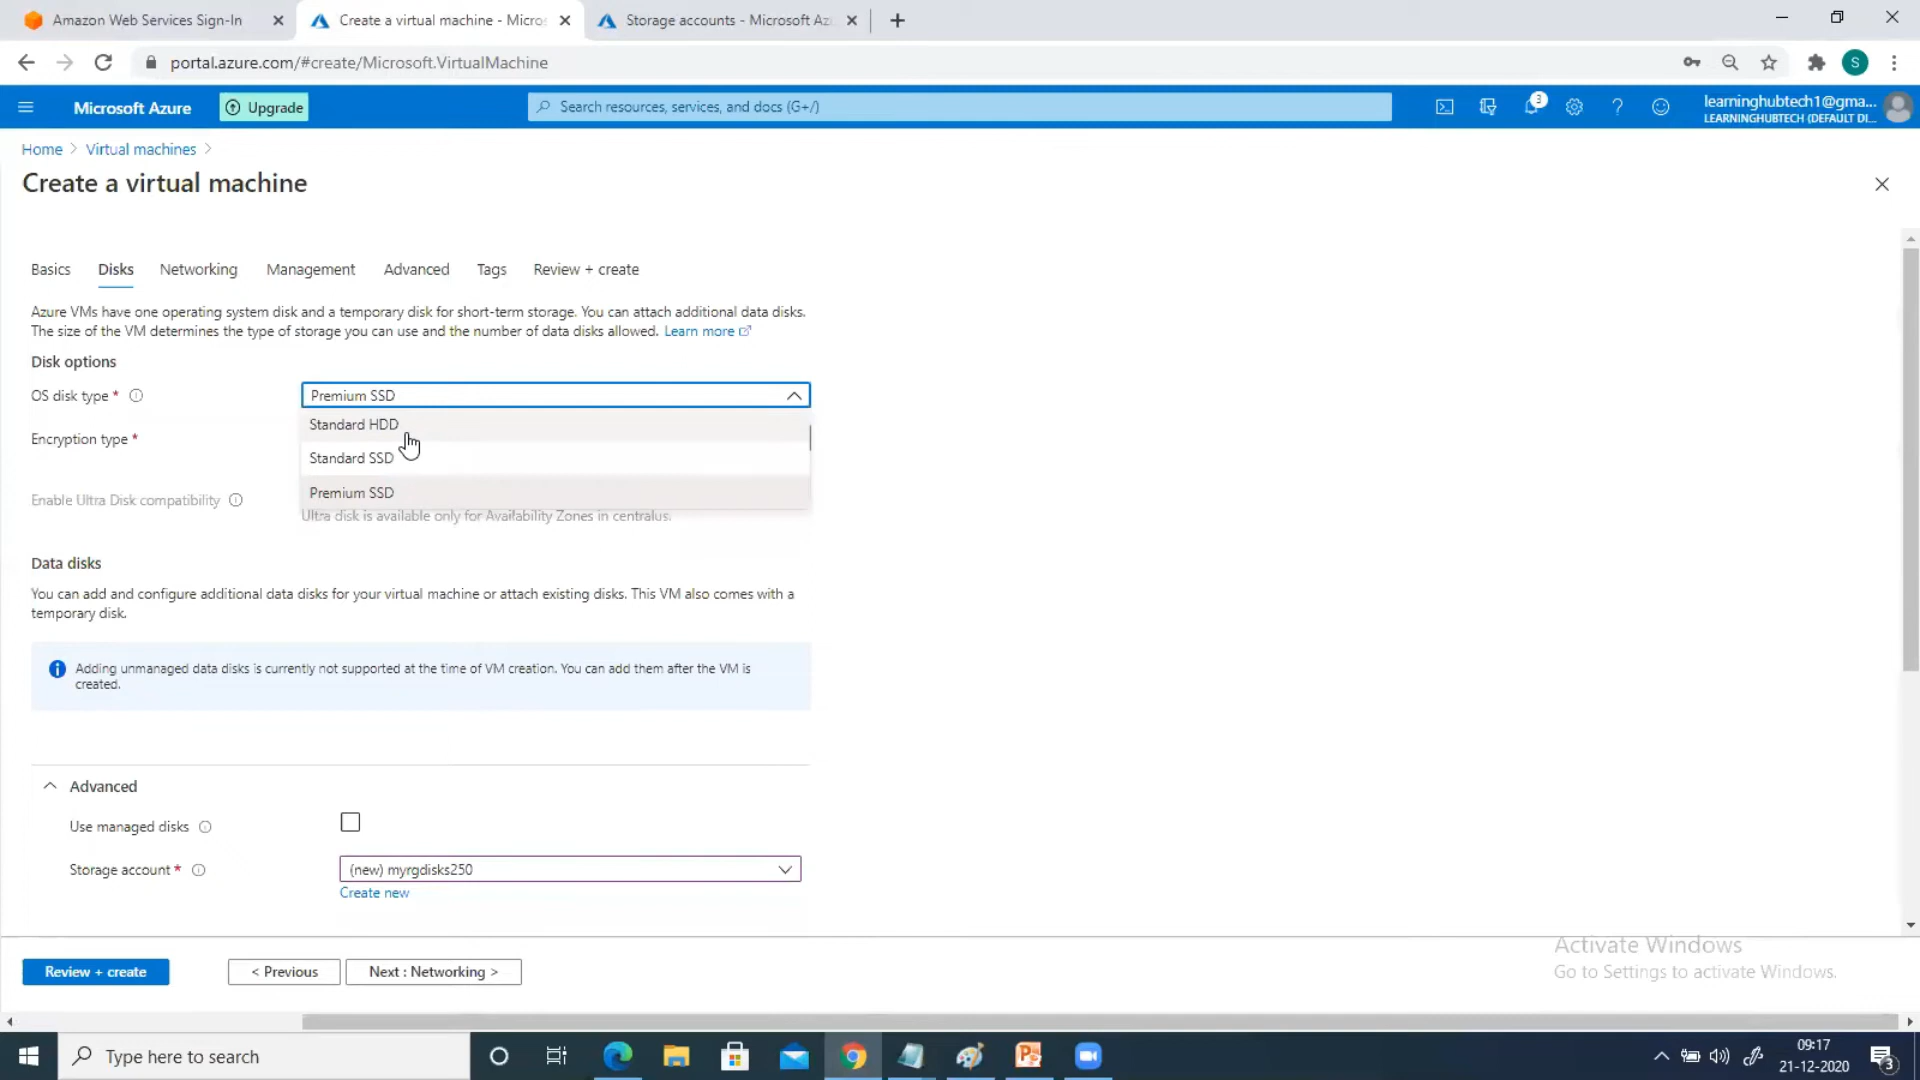 Amazon Web Services Sign-In
Create a virtual machine - Micros
Storage accounts - Microsoft Az
portal.azure.com/#create/Microsoft.VirtualMachine
S
Microsoft Azure
Upgrade
Search resources, services, and docs (G+/)
3
learninghubtech1@gma...
LEARNINGHUBTECH (DEFAULT DI...
Home > Virtual machines >
Create a virtual machine
Basics Disks Networking Management Advanced Tags Review + create
Azure VMs have one operating system disk and a temporary disk for short-term storage. You can attach additional data disks.
The size of the VM determines the type of storage you can use and the number of data disks allowed. Learn more
Disk options
OS disk type *
Premium SSD
Standard HDD
Encryption type *
Standard SSD
Premium SSD
Enable Ultra Disk compatibility
Ultra disk is available only for Availability Zones in centralus.
Data disks
You can add and configure additional data disks for your virtual machine or attach existing disks. This VM also comes with a
temporary disk.
Adding unmanaged data disks is currently not supported at the time of VM creation. You can add them after the VM is
created.
Advanced
Use managed disks
Storage account *
(new) myrgdisks250
Create new
Activate Windows
Go to Settings to activate Windows.
Review + create
< Previous
Next : Networking >
Type here to search
09:17
21-12-2020
3